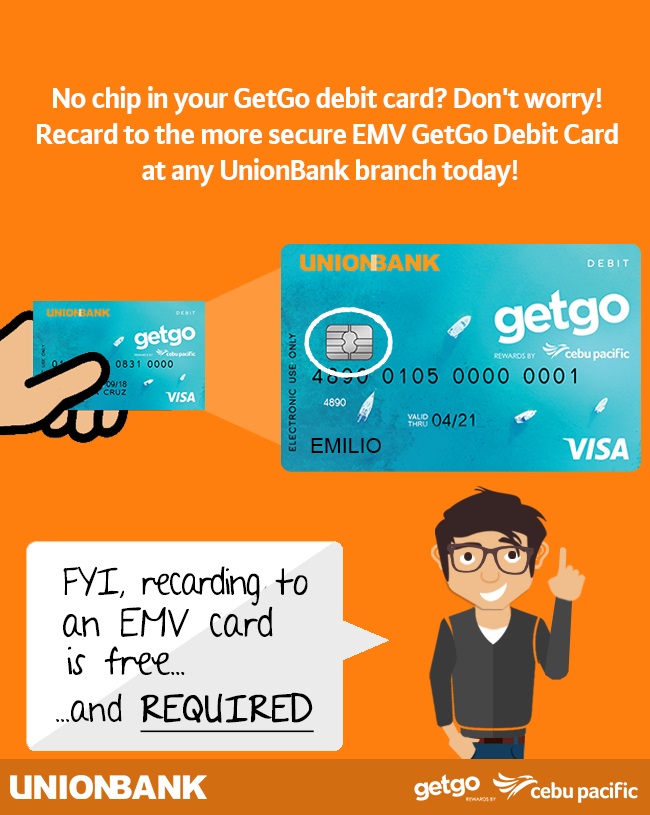 No chip in your GetGo debit card? Don't worry!
Recard to the more secure EMV GetGo Debit Card
at any UnionBank branch today!
UNIONBANK
DEBIT
getgo
REWARDS BY cebu pacific
0831 0000
09/18
CRUZ
VISA
UNIONBANK
DEBIT
getgo
REWARDS BY cebu pacific
ELECTRONIC USE ONLY
4890 0105 0000 0001
4890
VALID THRU 04/21
EMILIO
VISA
FYI, recarding to
an EMV card
is free...
...and REQUIRED
UNIONBANK
getgo REWARDS BY cebu pacific